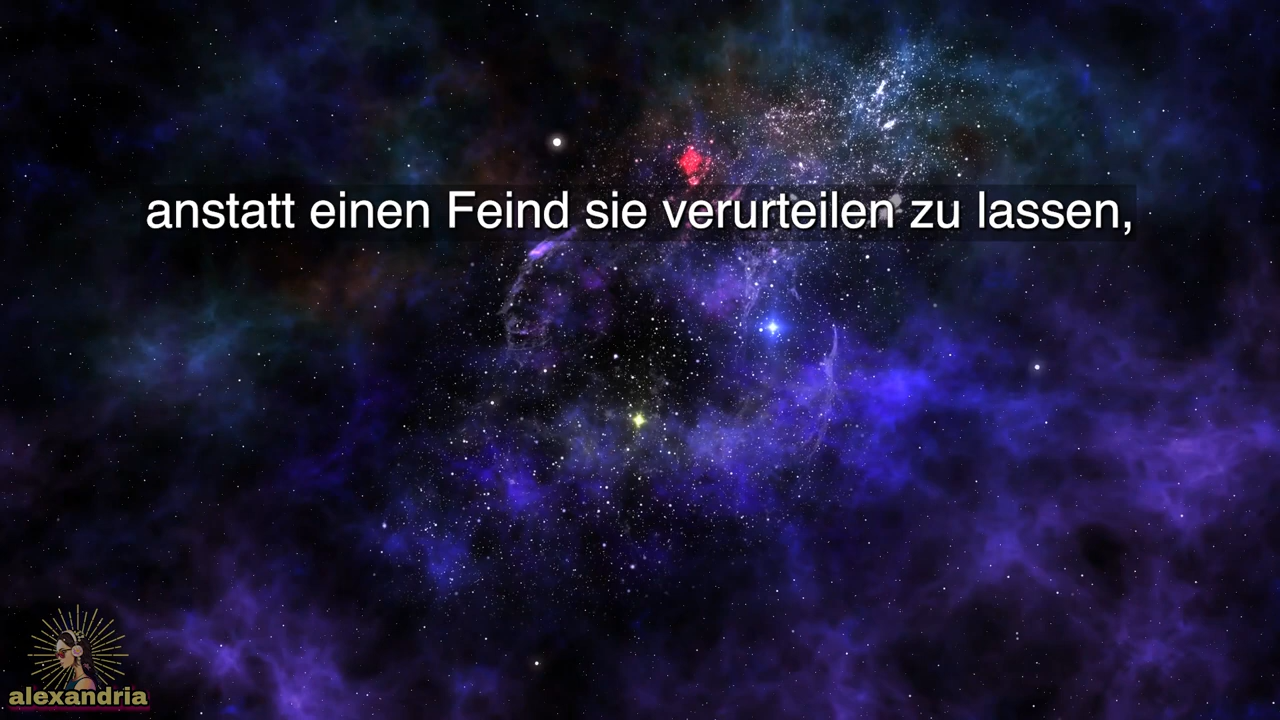 anstatt einen Feind sie verurteilen zu lassen,
alexandria